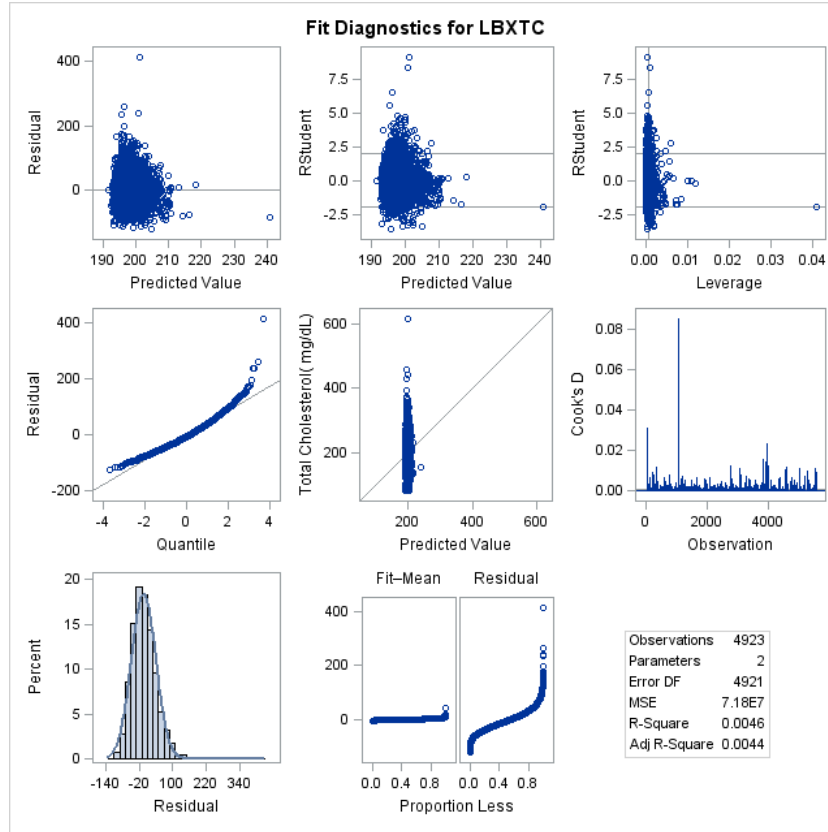 Fit Diagnostics for LBXTC
Residual
400
200
0
190 200 210 220 230 240
Predicted Value
RStudent
7.5
5.0
2.5
0.0
-2.5
190 200 210 220 230 240
Predicted Value
RStudent
7.5
5.0
2.5
0.0
-2.5
0.00 0.01 0.02 0.03 0.04
Leverage
Residual
400
200
0
-200
-4 -2 0 2 4
Quantile
Total Cholesterol( mg/dL)
600
400
200
200 400 600
Predicted Value
Cook's D
0.08
0.06
0.04
0.02
0.00
0 2000 4000
Observation
Percent
20
15
10
5
0
-140 -20 100 220 340
Residual
Fit–Mean Residual
400
200
0
0.0 0.4 0.8 0.0 0.4 0.8
Proportion Less
Observations 4923
Parameters 2
Error DF 4921
MSE 7.18E7
R-Square 0.0046
Adj R-Square 0.0044